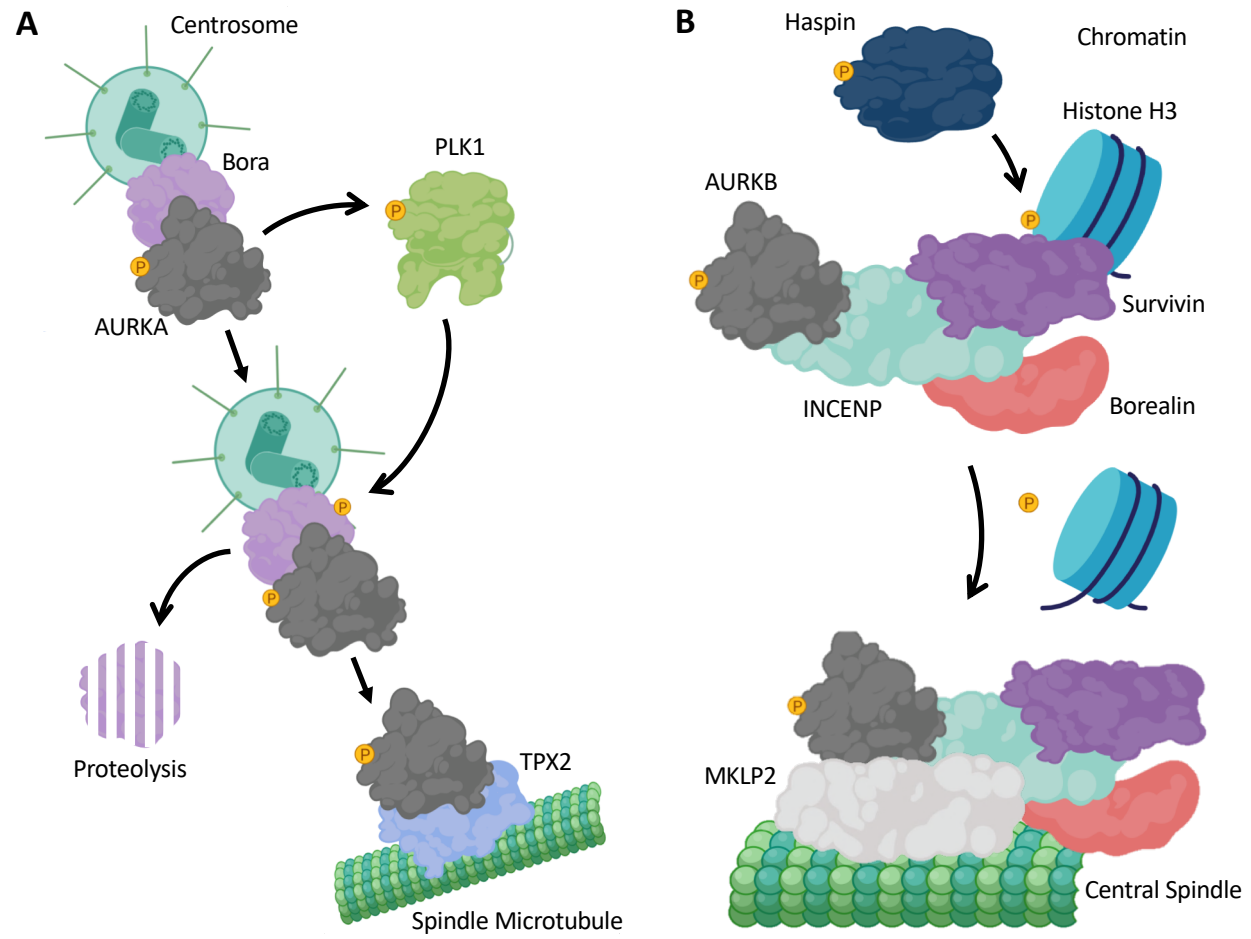 A
Centrosome
Bora
PLK1
P
P
AURKA
P
P
Proteolysis
P
TPX2
Spindle Microtubule
B
Haspin
Chromatin
P
Histone H3
AURKB
P
P
Survivin
INCENP
Borealin
P
P
MKLP2
Central Spindle